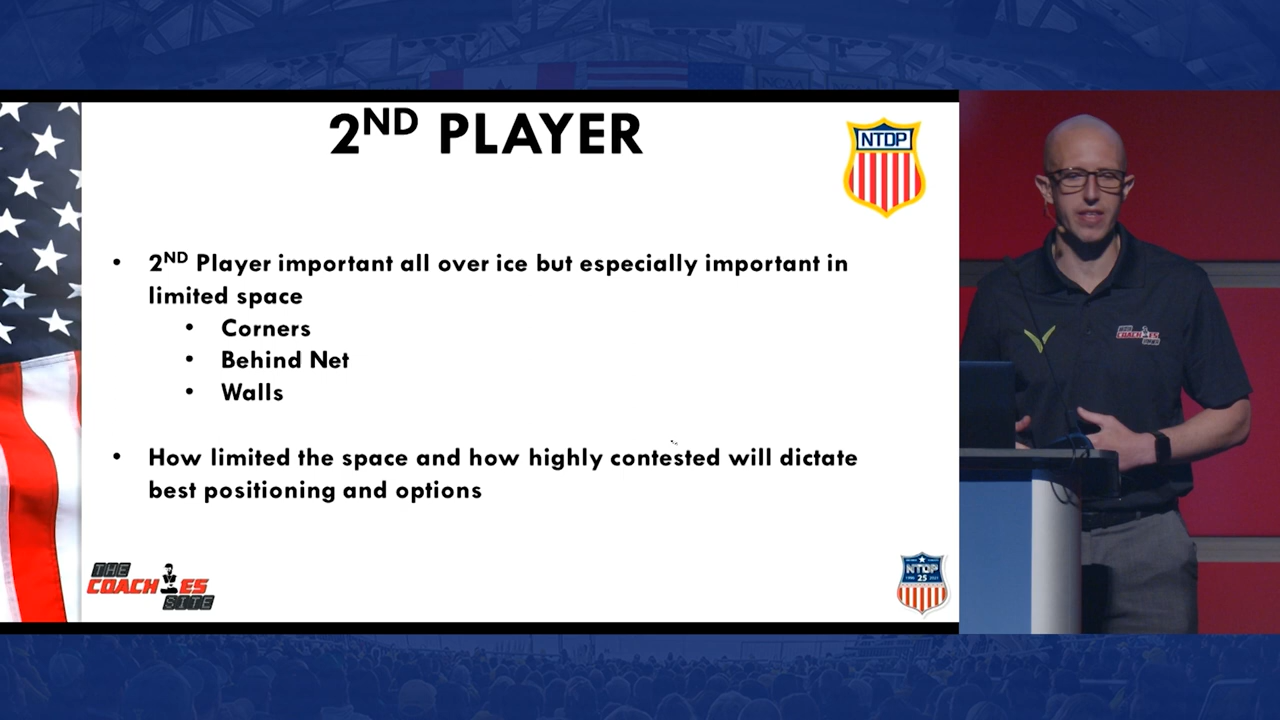 2ND PLAYER
NTDP
• 2ND Player important all over ice but especially important in
limited space
• Corners
• Behind Net
• Walls
• How limited the space and how highly contested will dictate
best positioning and options
THE
COACHES
SITE
NTDP
25